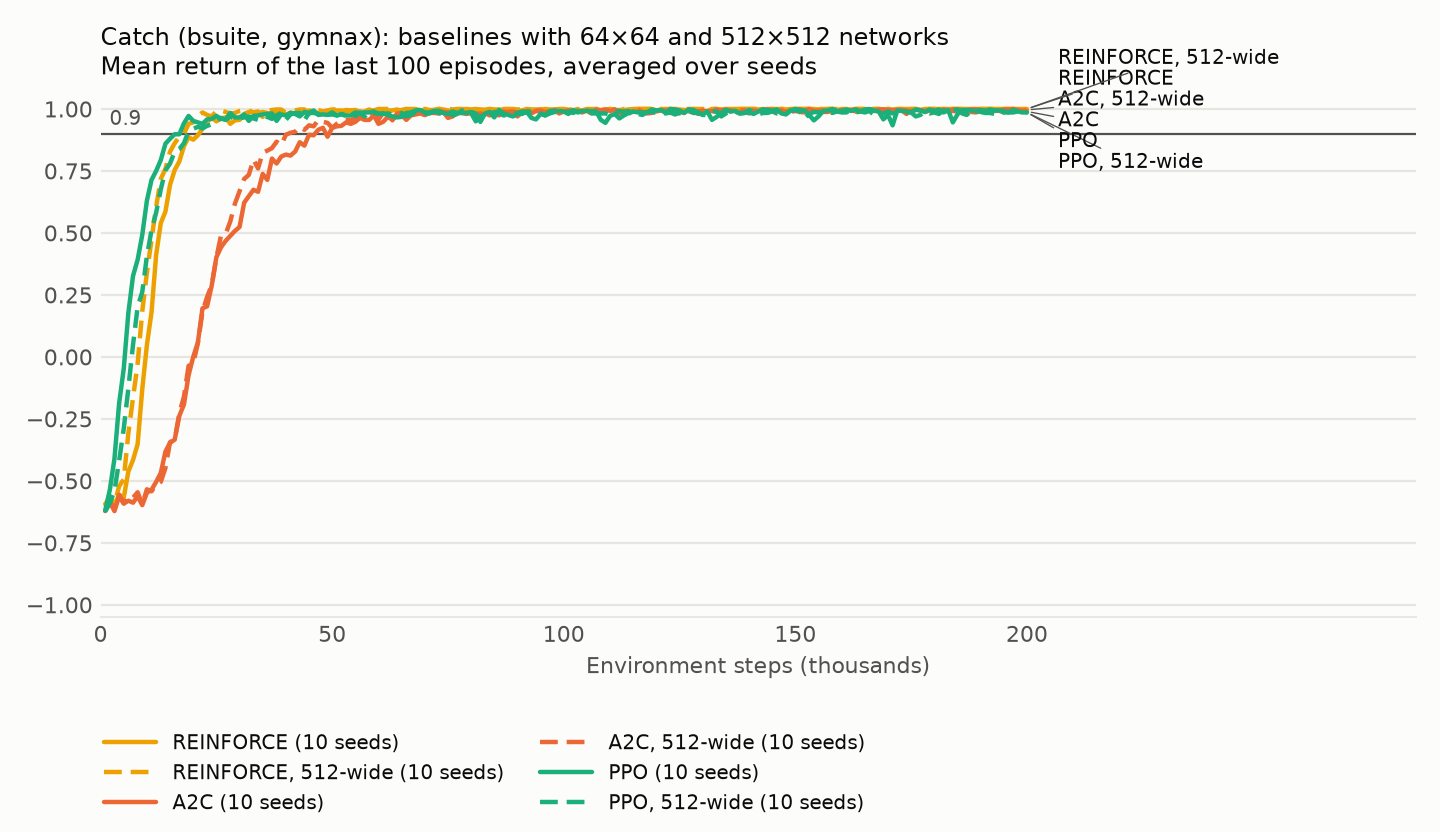 Catch (bsuite, gymnax): baselines with 64×64 and 512×512 networks
Mean return of the last 100 episodes, averaged over seeds
REINFORCE, 512-wide
REINFORCE
A2C, 512-wide
A2C
PPO
PPO, 512-wide
0.9
1.00
0.75
0.50
0.25
0.00
−0.25
−0.50
−0.75
−1.00
0 50 100 150 200
Environment steps (thousands)
REINFORCE (10 seeds)
REINFORCE, 512-wide (10 seeds)
A2C (10 seeds)
A2C, 512-wide (10 seeds)
PPO (10 seeds)
PPO, 512-wide (10 seeds)